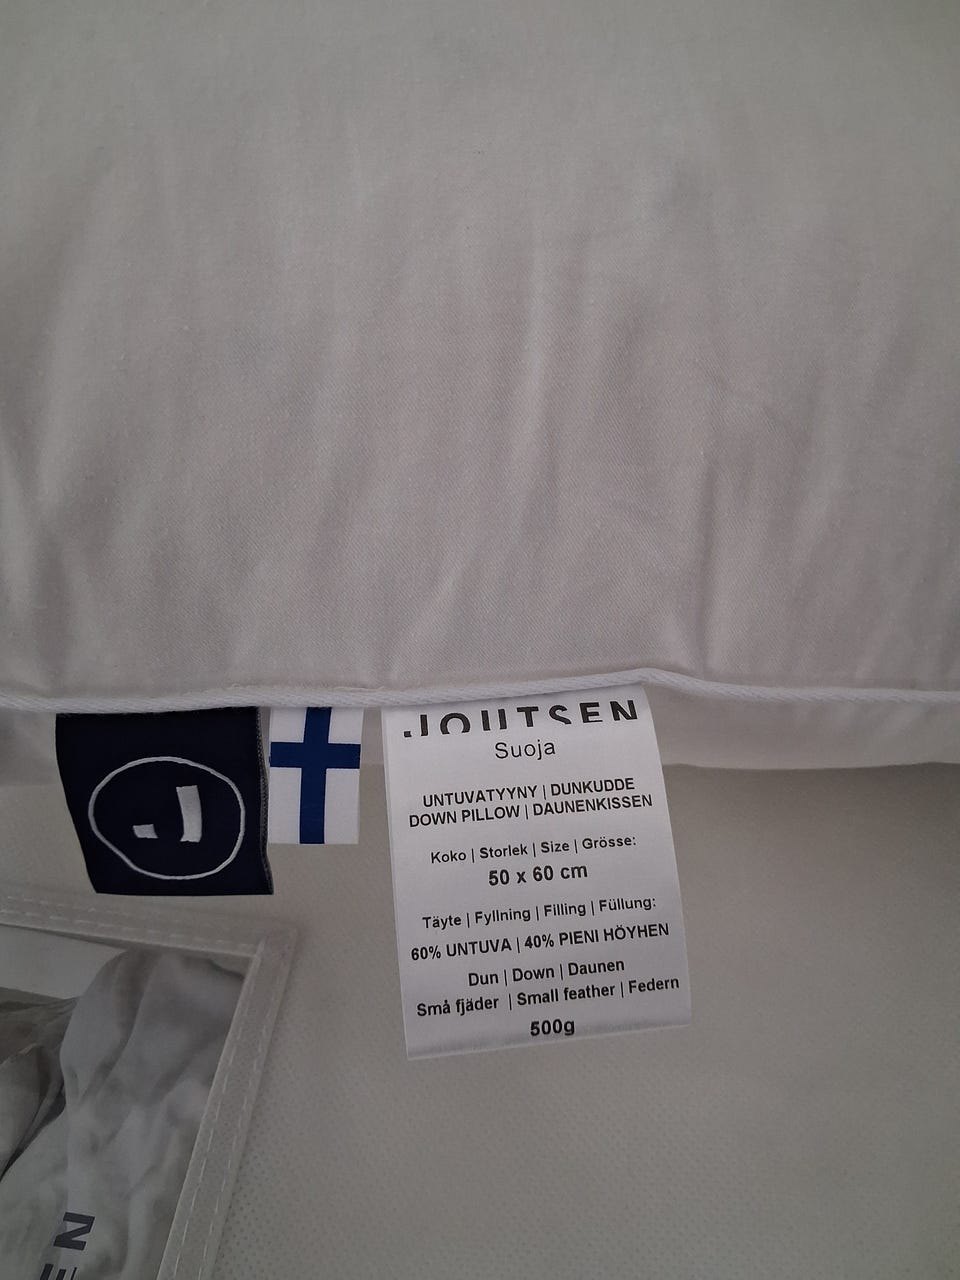 JOUTSEN
Suoja
UNTUVATYYNY | DUNKUDDE
DOWN PILLOW | DAUNENKISSEN
Koko | Storlek | Size | Grösse:
50 x 60 cm
Täyte | Fyllning | Filling | Füllung:
60% UNTUVA | 40% PIENI HÖYHEN
Dun | Down | Daunen
Små fjäder | Small feather | Federn
500g
J
EN